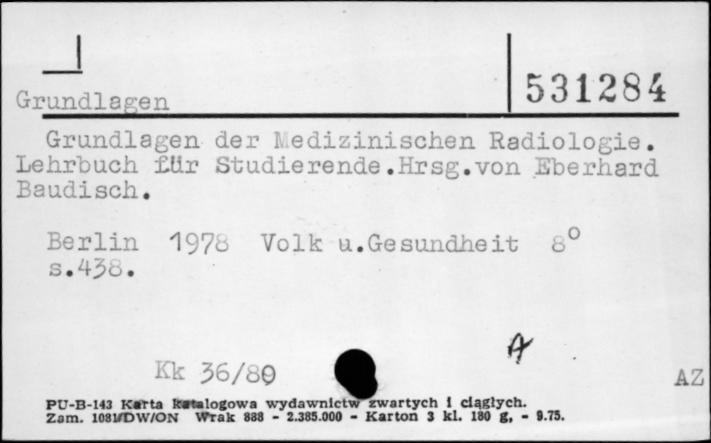 531284
Grundlagen
Grundlagen der Medizinischen Radiologie.
Lehrbuch für Studierende.Hrsg.von Eberhard
Baudisch.
Berlin 1978 Volk u.Gesundheit 8°
s.438.
A
Kk 36/80
AZ
PU-B-143 Karta katalogowa wydawnictw zwartych i ciągłych.
Zam. 1081/DW/ON Wrak 888 - 2.385.000 - Karton 3 kl. 180 g, - 9.75.